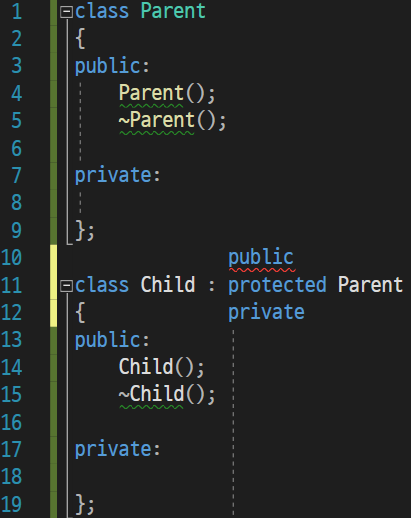 1 class Parent
2 {
3 public:
4 Parent();
5 ~Parent();
6
7 private:
8
9 };
10 public
11 class Child : protected Parent
12 { private
13 public:
14 Child();
15 ~Child();
16
17 private:
18
19 };